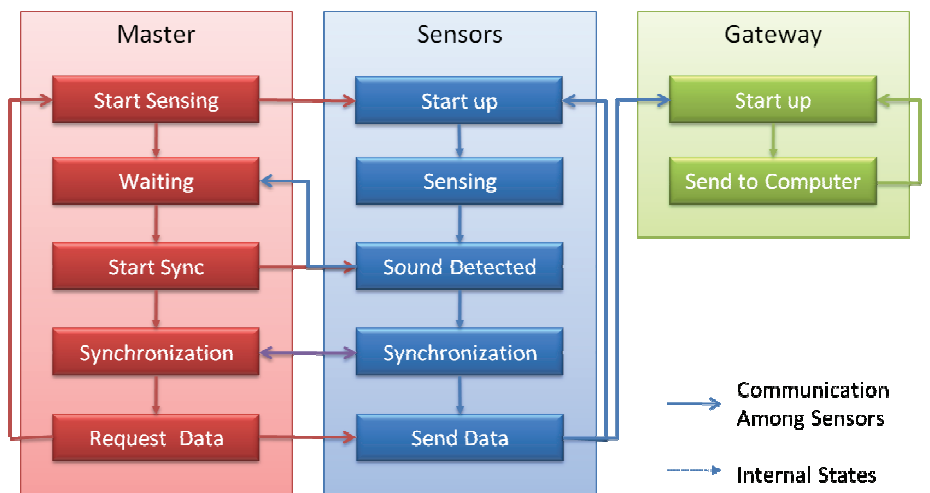 Master
Start Sensing
Waiting
Start Sync
Synchronization
Request Data
Sensors
Start up
Sensing
Sound Detected
Synchronization
Send Data
Gateway
Start up
Send to Computer
Communication
Among Sensors
Internal States